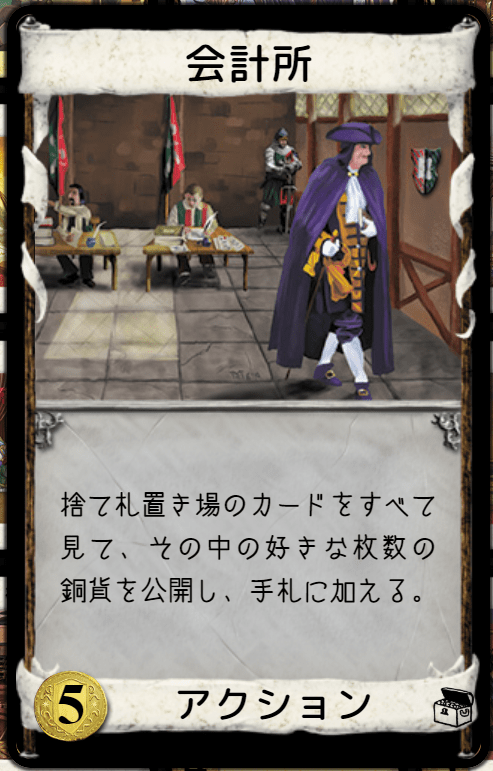 会計所
捨て札置き場のカードをすべて
見て、その中の好きな枚数の
銅貨を公開し、手札に加える。
5
アクション